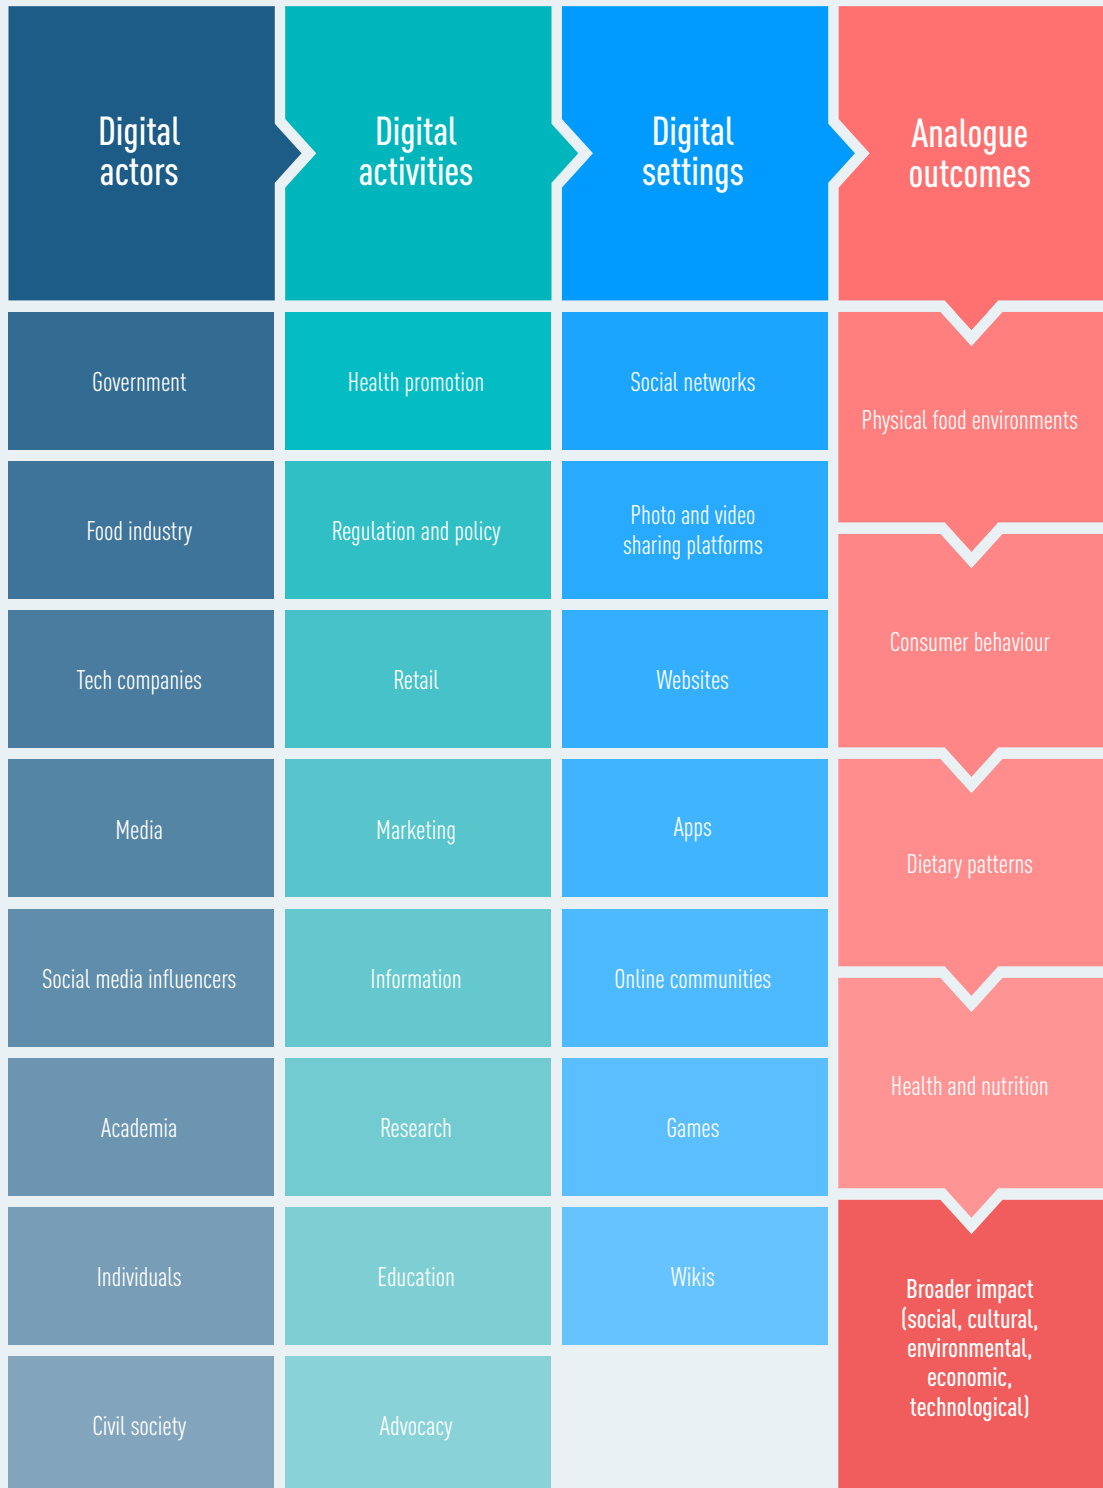 Digital
actors
Digital
activities
Digital
settings
Analogue
outcomes
Government
Food industry
Tech companies
Media
Social media influencers
Academia
Individuals
Civil society
Health promotion
Regulation and policy
Retail
Marketing
Information
Research
Education
Advocacy
Social networks
Photo and video
sharing platforms
Websites
Apps
Online communities
Games
Wikis
Physical food environments
Consumer behaviour
Dietary patterns
Health and nutrition
Broader impact
(social, cultural,
environmental,
economic,
technological)